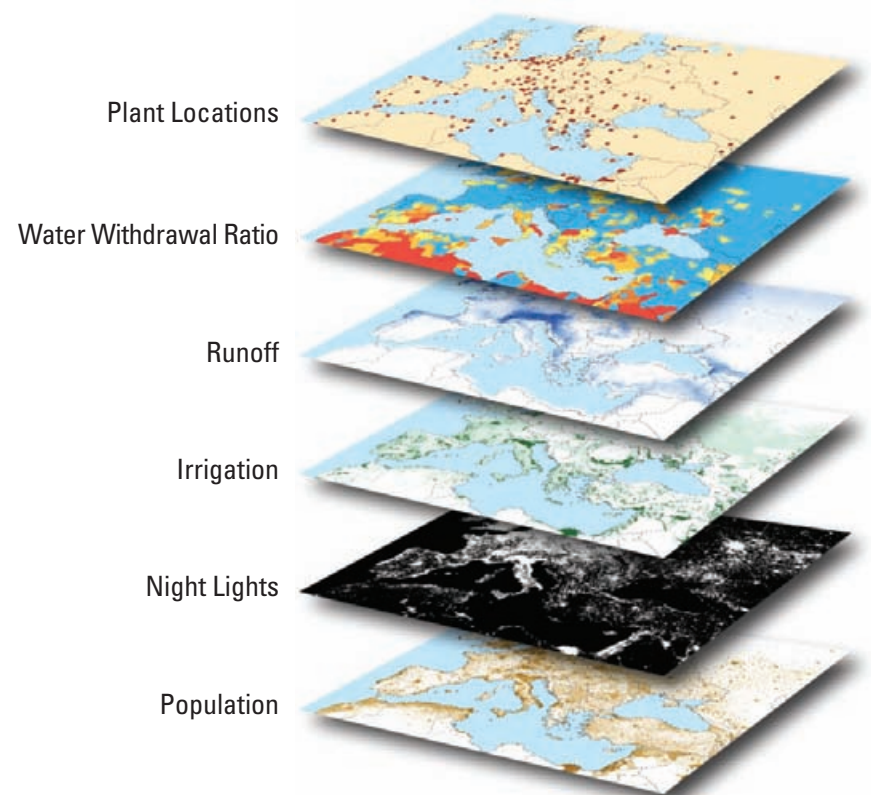 Plant Locations
Water Withdrawal Ratio
Runoff
Irrigation
Night Lights
Population